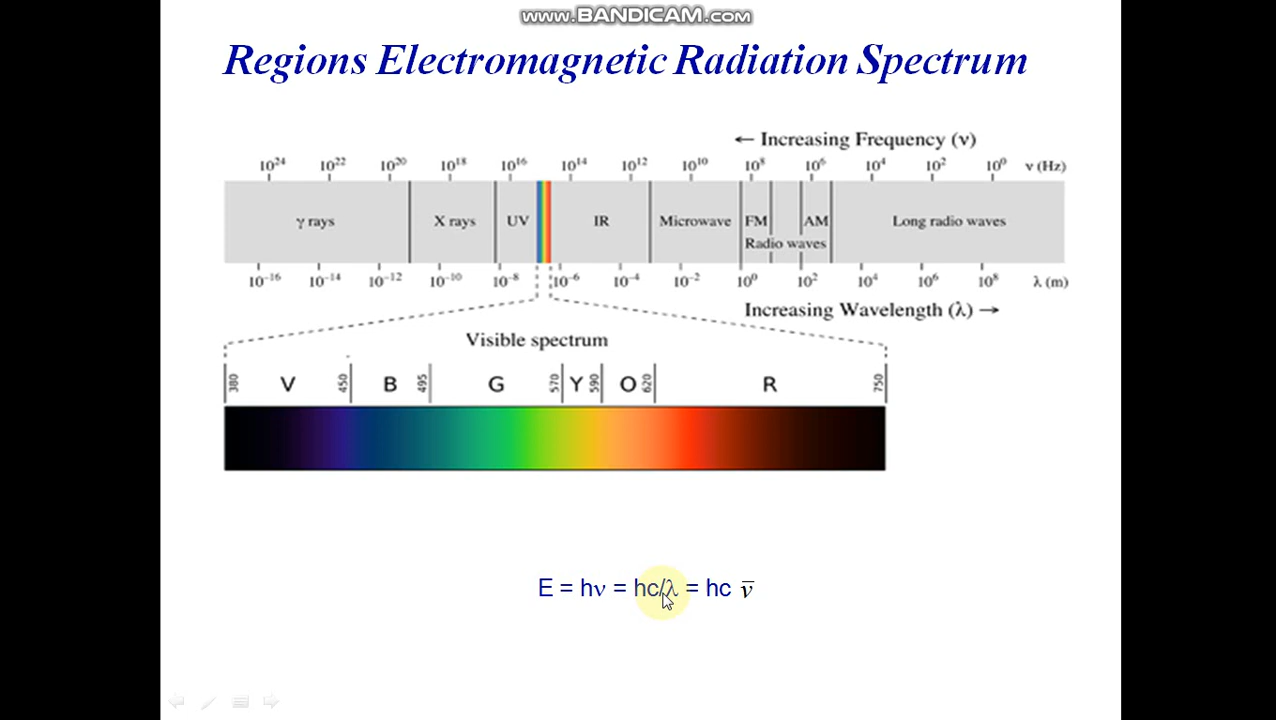 www.BANDICAM.com
Regions Electromagnetic Radiation Spectrum
← Increasing Frequency (ν)
10²⁴ 10²² 10²⁰ 10¹⁸ 10¹⁶ 10¹⁴ 10¹² 10¹⁰ 10⁸ 10⁶ 10⁴ 10² 10⁰ ν (Hz)
γ rays X rays UV IR Microwave FM AM Long radio waves
Radio waves
10⁻¹⁶ 10⁻¹⁴ 10⁻¹² 10⁻¹⁰ 10⁻⁸ 10⁻⁶ 10⁻⁴ 10⁻² 10⁰ 10² 10⁴ 10⁶ 10⁸ λ (m)
Increasing Wavelength (λ) →
Visible spectrum
380 V 450 B 495 G 570 Y 590 O 620 R 750
E = hν = hc/λ = hc ν̅